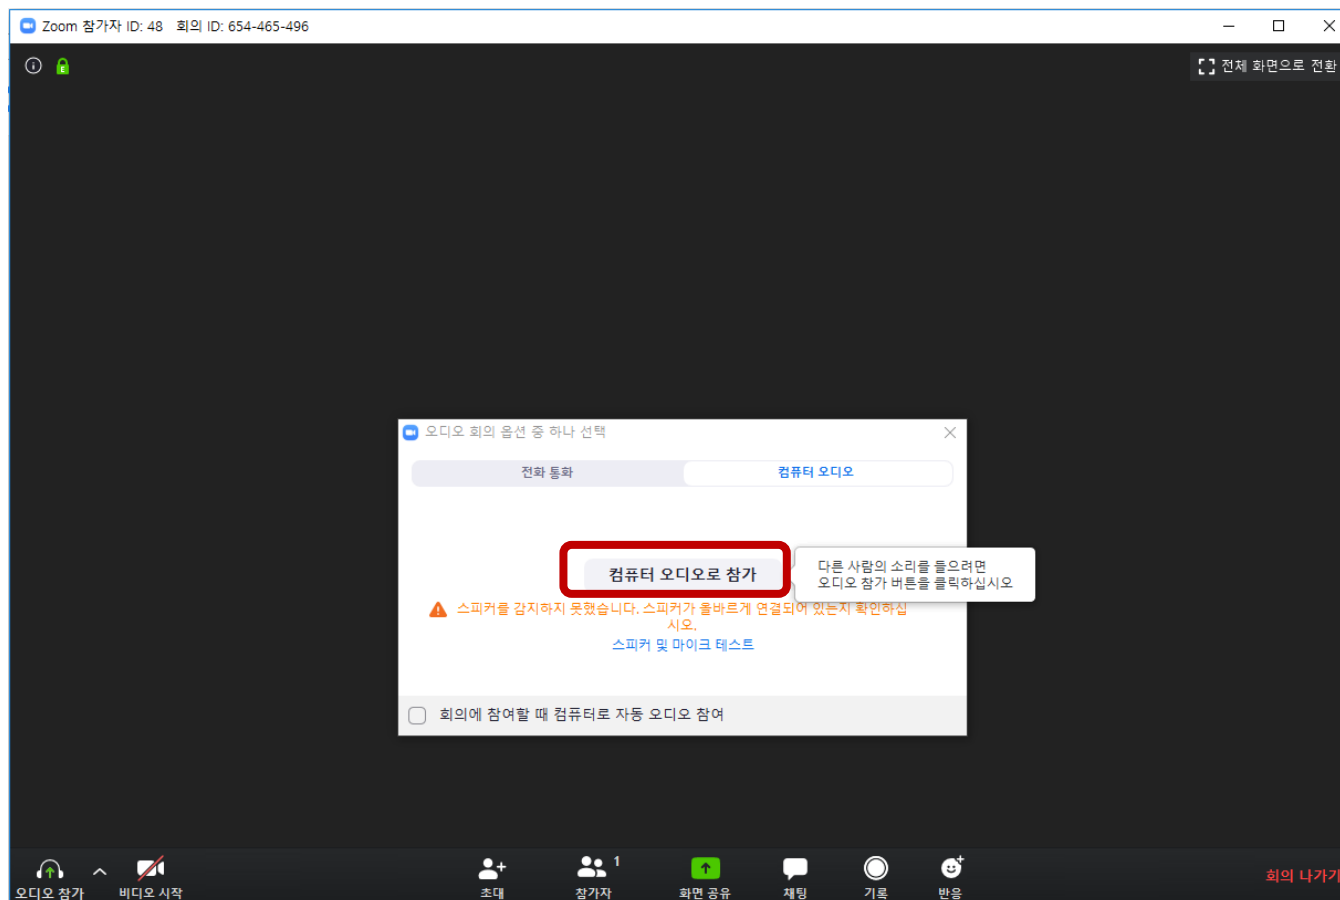 Zoom 참가자 ID: 48 회의 ID: 654-465-496
전체 화면으로 전환
오디오 회의 옵션 중 하나 선택
전화 통화
컴퓨터 오디오
컴퓨터 오디오로 참가
다른 사람의 소리를 들으려면
오디오 참가 버튼을 클릭하십시오
스피커를 감지하지 못했습니다. 스피커가 올바르게 연결되어 있는지 확인하십
시오.
스피커 및 마이크 테스트
회의에 참여할 때 컴퓨터로 자동 오디오 참여
오디오 참가
비디오 시작
초대
1
참가자
화면 공유
채팅
기록
반응
회의 나가기